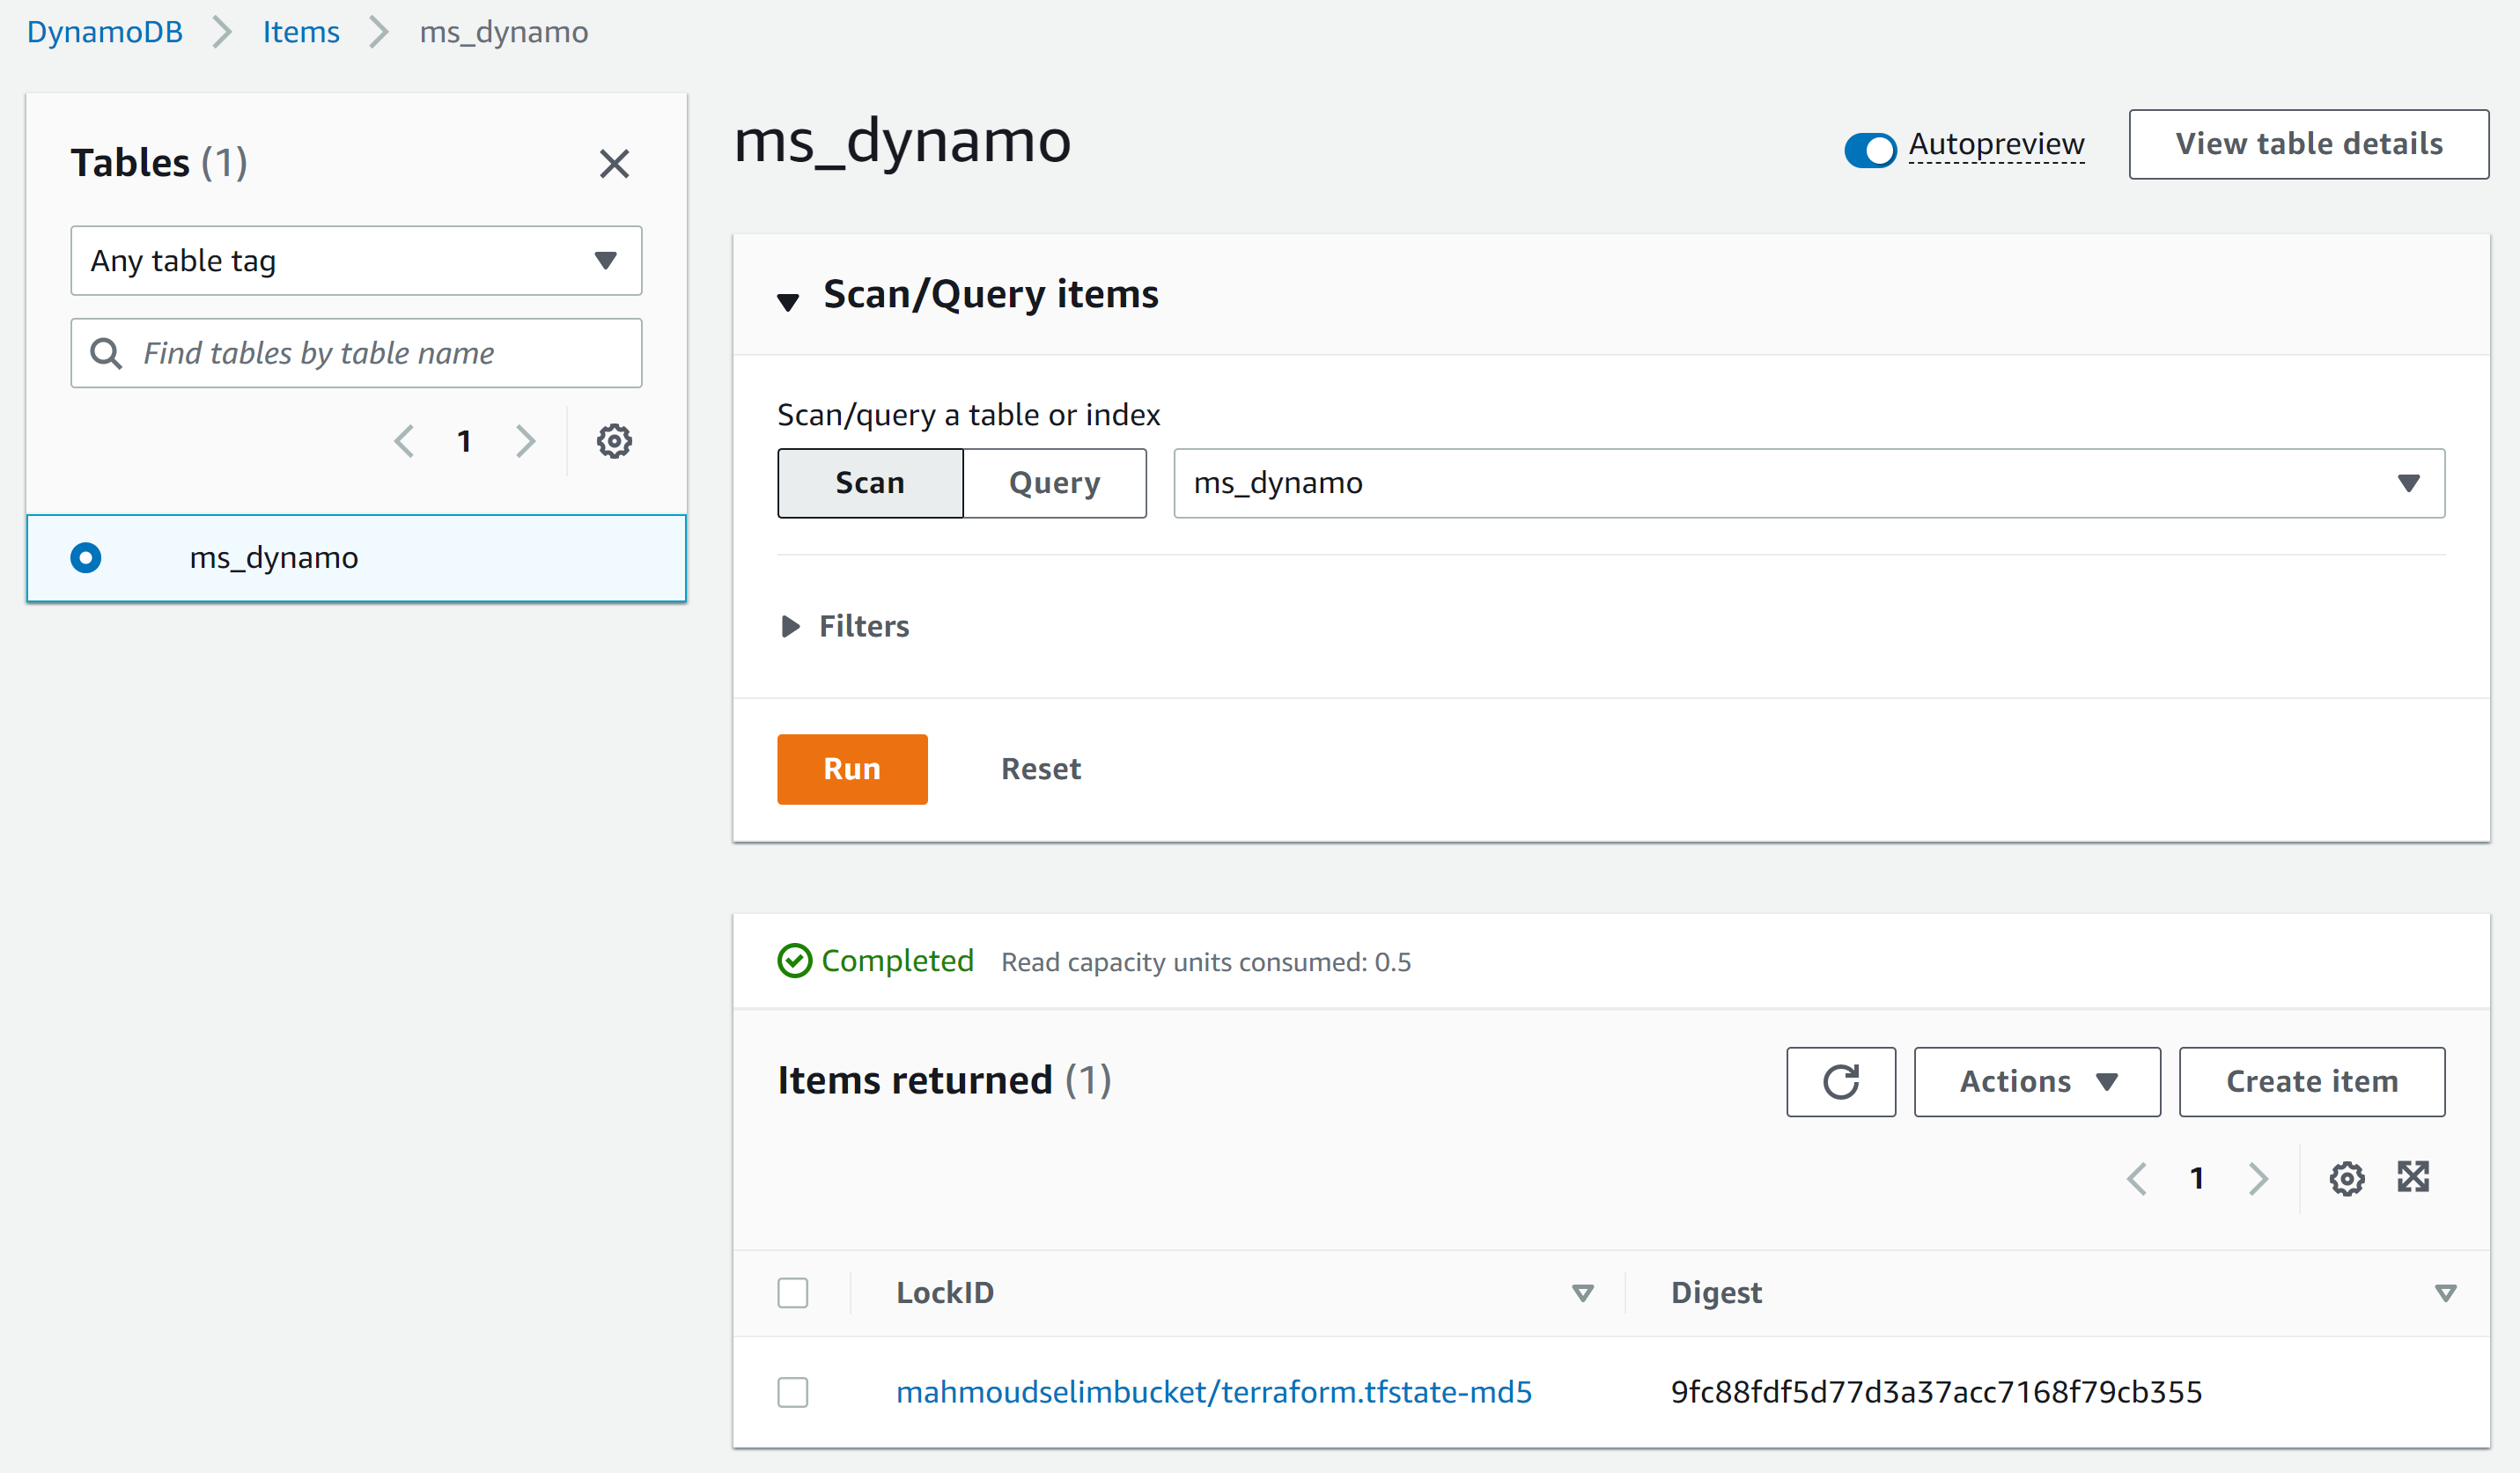 DynamoDB Items ms_dynamo
Tables (1)
Any table tag
Find tables by table name
1
ms_dynamo
ms_dynamo
Autopreview
View table details
Scan/Query items
Scan/query a table or index
Scan Query ms_dynamo
Filters
Run Reset
Completed Read capacity units consumed: 0.5
Items returned (1)
Actions Create item
1
LockID Digest
mahmoudselimbucket/terraform.tfstate-md5 9fc88fdf5d77d3a37acc7168f79cb355